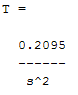 T =
0.2095
------
s^2